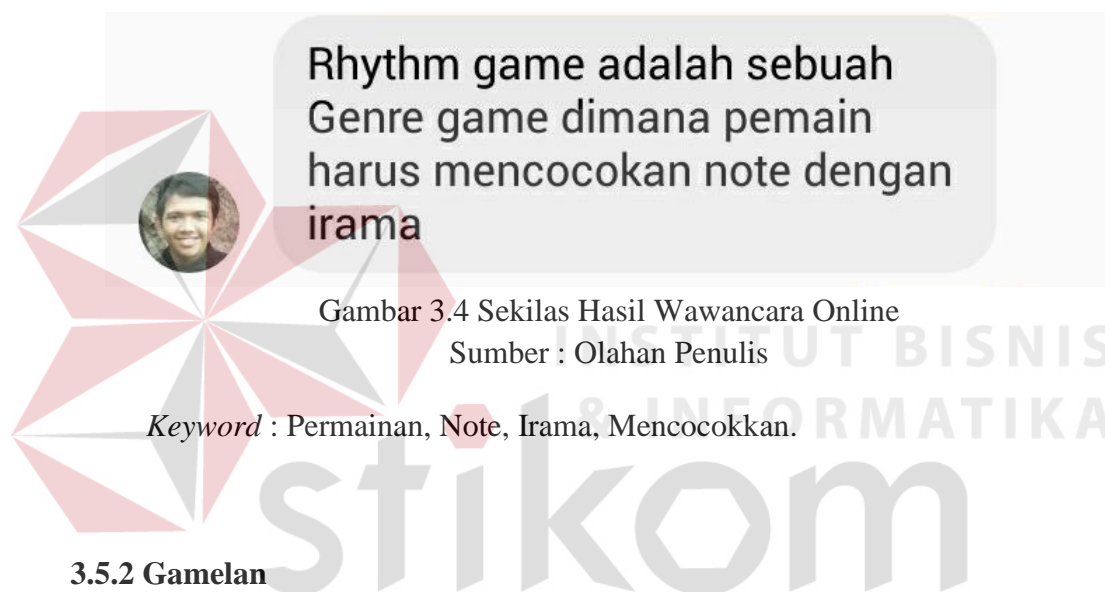 Rhythm game adalah sebuah
Genre game dimana pemain
harus mencocokan note dengan
irama
Gambar 3.4 Sekilas Hasil Wawancara Online
Sumber : Olahan Penulis
INSTITUT BISNIS
& INFORMATIKA
Keyword : Permainan, Note, Irama, Mencocokkan.
stikom
3.5.2 Gamelan